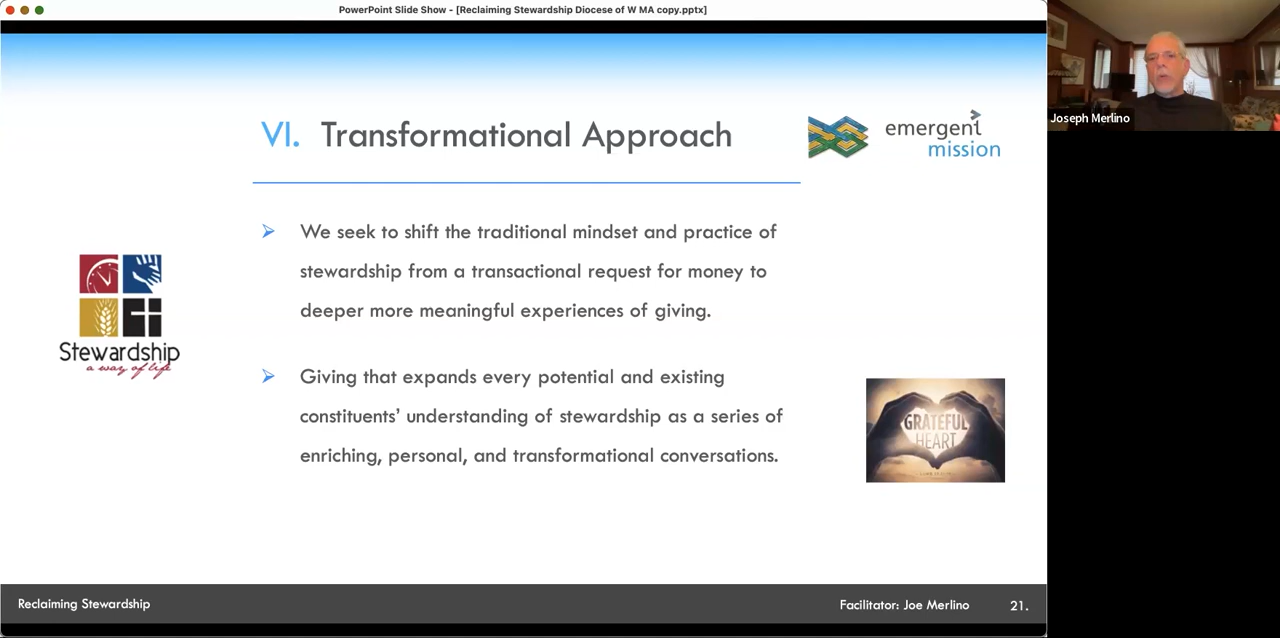 PowerPoint Slide Show - [Reclaiming Stewardship Diocese of W MA copy.pptx]
Joseph Merlino
VI. Transformational Approach
emergent
mission
We seek to shift the traditional mindset and practice of
stewardship from a transactional request for money to
deeper more meaningful experiences of giving.
Stewardship
a way of life
Giving that expands every potential and existing
constituents’ understanding of stewardship as a series of
enriching, personal, and transformational conversations.
GRATEFUL
HEART
Reclaiming Stewardship
Facilitator: Joe Merlino
21.